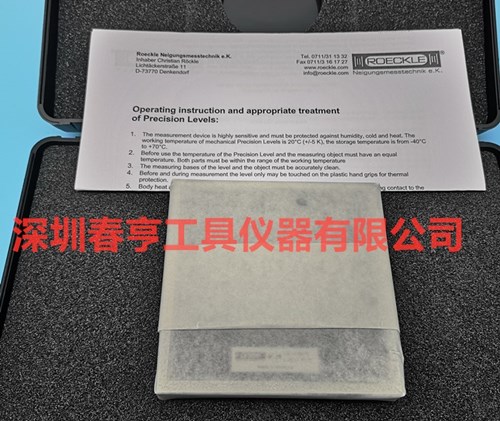 Roeckle Neigungsmesstechnik e.K.
Inhaber Christian Röckle
Lichtäckerstraße 11
D-73770 Denkendorf
Tel. 0711/31 13 32
Fax 0711/3 16 17 27
www.roeckle.com
info@roeckle.com
ROECKLE
Neigungsmesstechnik e.K.
Operating instruction and appropriate treatment
of Precision Levels:
1. The measurement device is highly sensitive and must be protected against humidity, cold and heat. The
working temperature of mechanical Precision Levels is 20°C (+/-5 K), the storage temperature is from -40°C
to +70°C.
2. Before use the temperature of the Precision Level and the measuring object must have an equal
temperature. Both parts must be within the range of the working temperature
3. The measuring bases of the level and the object must be accurately clean.
4. Before and during measurement the level only may be touched on the plastic hand grips for thermal
protection.
5. Body heat
contact to the
深圳春亨工具仪器有限公司
ROECKLE e.K.